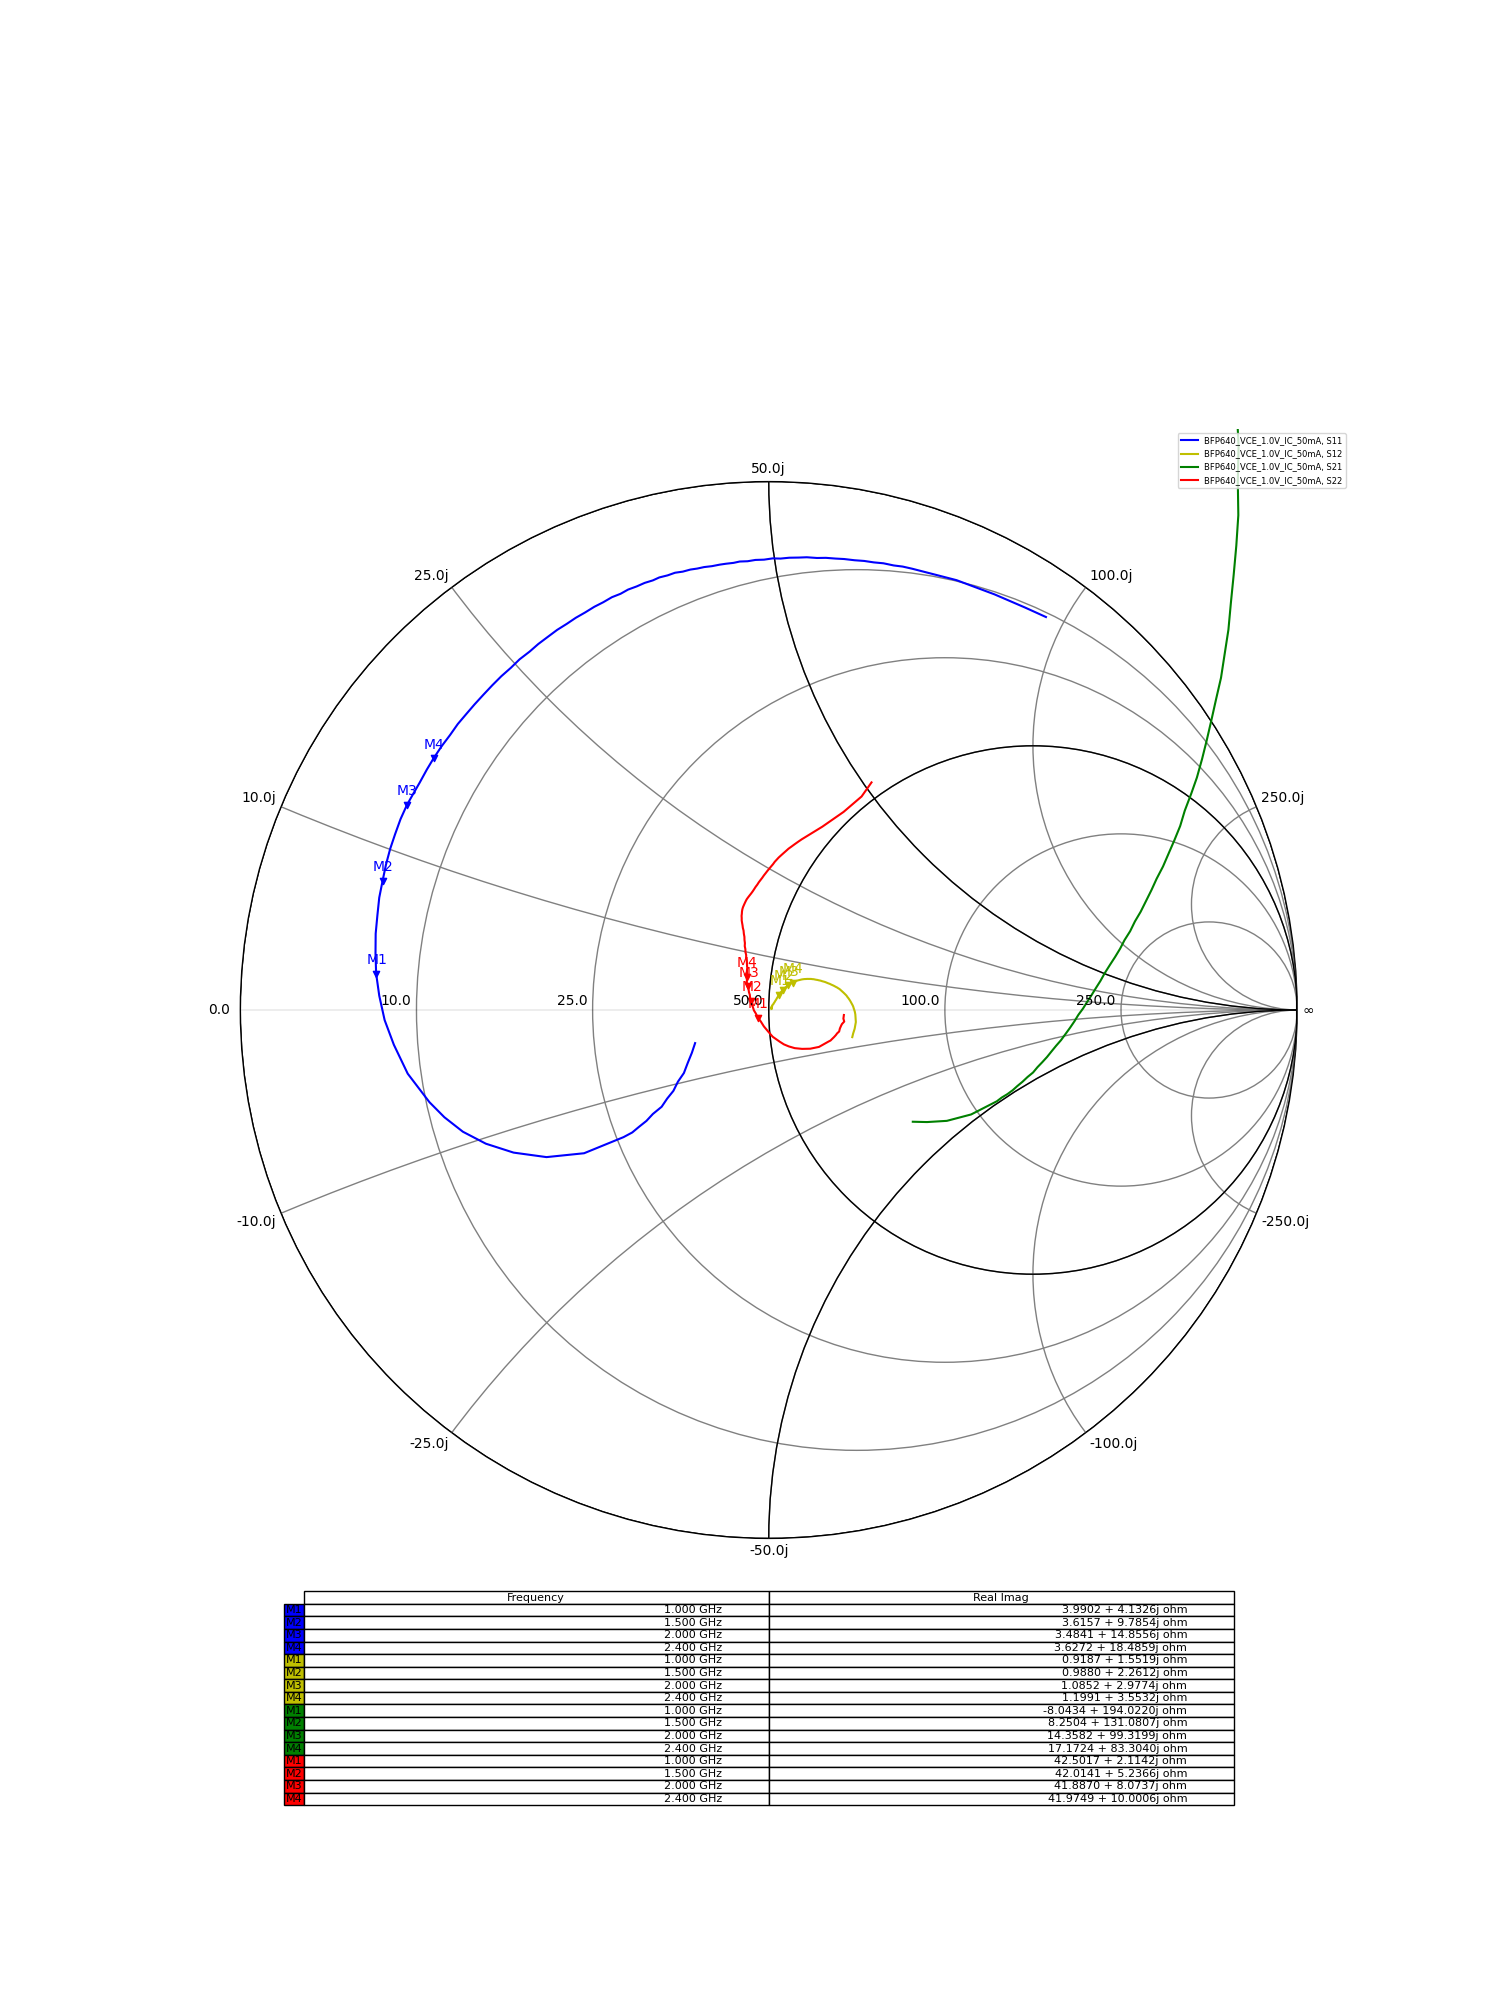 BFP640_VCE_1.0V_IC_50mA, S11
BFP640_VCE_1.0V_IC_50mA, S12
BFP640_VCE_1.0V_IC_50mA, S21
BFP640_VCE_1.0V_IC_50mA, S22
50.0j
25.0j
100.0j
M4
M3
10.0j
250.0j
M2
M1
M4
M3
M4
M3
M2
M1
M2
M1
0.0
10.0
25.0
50.0
100.0
250.0
∞
-10.0j
-250.0j
-25.0j
-100.0j
-50.0j
Frequency Real Imag
M1 1.000 GHz 3.9902 + 4.1326j ohm
M2 1.500 GHz 3.6157 + 9.7854j ohm
M3 2.000 GHz 3.4841 + 14.8556j ohm
M4 2.400 GHz 3.6272 + 18.4859j ohm
M1 1.000 GHz 0.9187 + 1.5519j ohm
M2 1.500 GHz 0.9880 + 2.2612j ohm
M3 2.000 GHz 1.0852 + 2.9774j ohm
M4 2.400 GHz 1.1991 + 3.5532j ohm
M1 1.000 GHz -8.0434 + 194.0220j ohm
M2 1.500 GHz 8.2504 + 131.0807j ohm
M3 2.000 GHz 14.3582 + 99.3199j ohm
M4 2.400 GHz 17.1724 + 83.3040j ohm
M1 1.000 GHz 42.5017 + 2.1142j ohm
M2 1.500 GHz 42.0141 + 5.2366j ohm
M3 2.000 GHz 41.8870 + 8.0737j ohm
M4 2.400 GHz 41.9749 + 10.0006j ohm